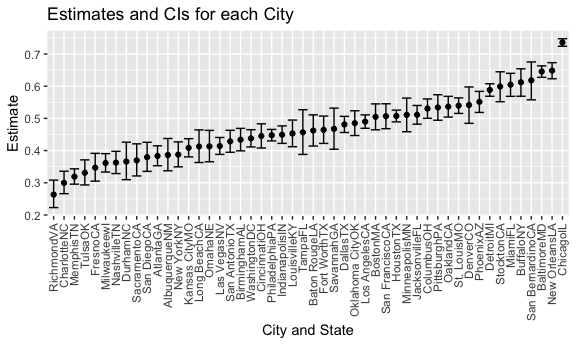 Estimates and CIs for each City
Estimate
0.7
0.6
0.5
0.4
0.3
0.2
RichmondVA
CharlotteNC
MemphisTN
TulsaOK
FresnoCA
MilwaukeewI
NashvilleTN
DurhamNC
SacramentoCA
San DiegoCA
AtlantaGA
AlbuquerqueNM
New YorkNY
Kansas CityMO
Long BeachCA
OmahaNE
Las VegasNV
San AntonioTX
BirminghamAL
WashingtonDC
CincinnatiOH
PhiladelphiaPA
IndianapolisIN
LouisvilleKY
TampaFL
Baton RougeLA
Fort WorthTX
SavannahGA
DallasTX
Oklahoma CityOK
Los AngelesCA
BostonMA
San FranciscoCA
HoustonTX
MinneapolisMN
JacksonvilleFL
ColumbusOH
PittsburghPA
OaklandCA
St. LouisMO
DenverCO
PhoenixAZ
DetroitMI
StocktonCA
MiamiFL
BuffaloNY
San BernardinoCA
BaltimoreMD
New OrleansLA
ChicagoIL
City and State